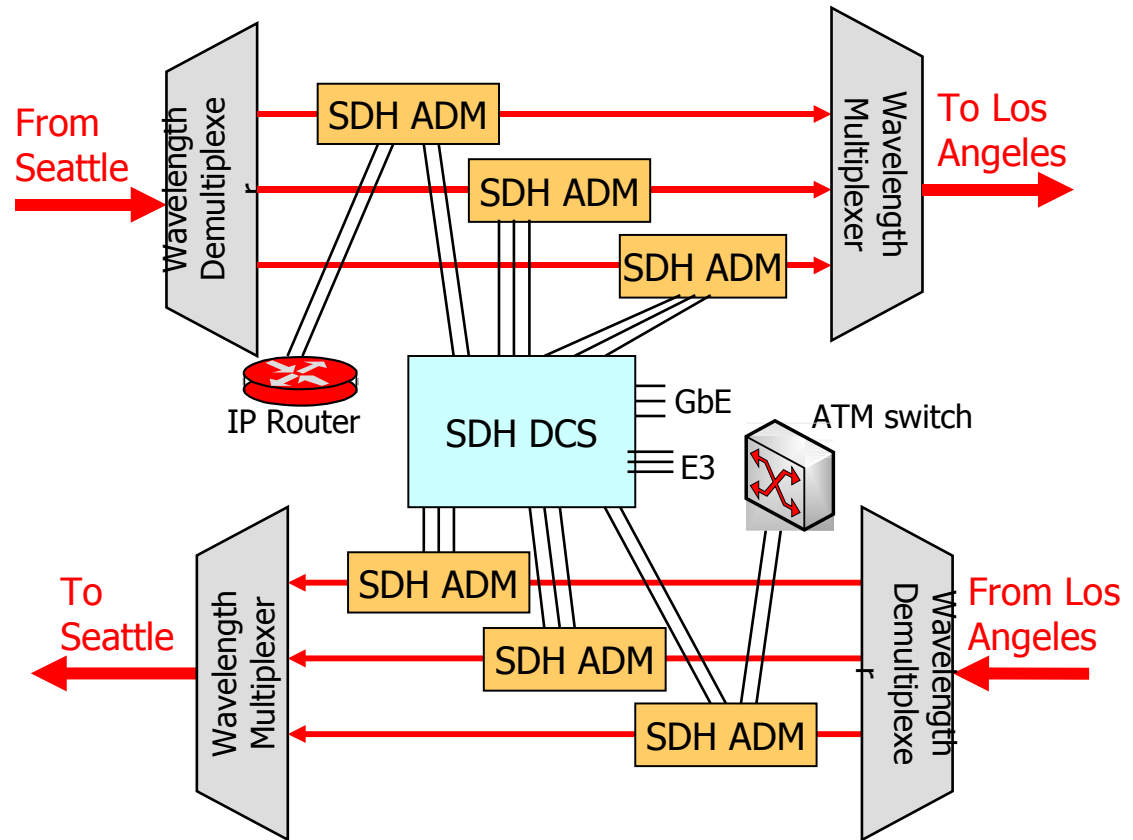 From
Seattle
Wavelength
Demultiplexe
r
SDH ADM
SDH ADM
SDH ADM
Wavelength
Multiplexer
To Los
Angeles
IP Router
SDH DCS
GbE
E3
ATM switch
To
Seattle
Wavelength
Multiplexer
SDH ADM
SDH ADM
SDH ADM
Wavelength
Demultiplexe
r
From Los
Angeles